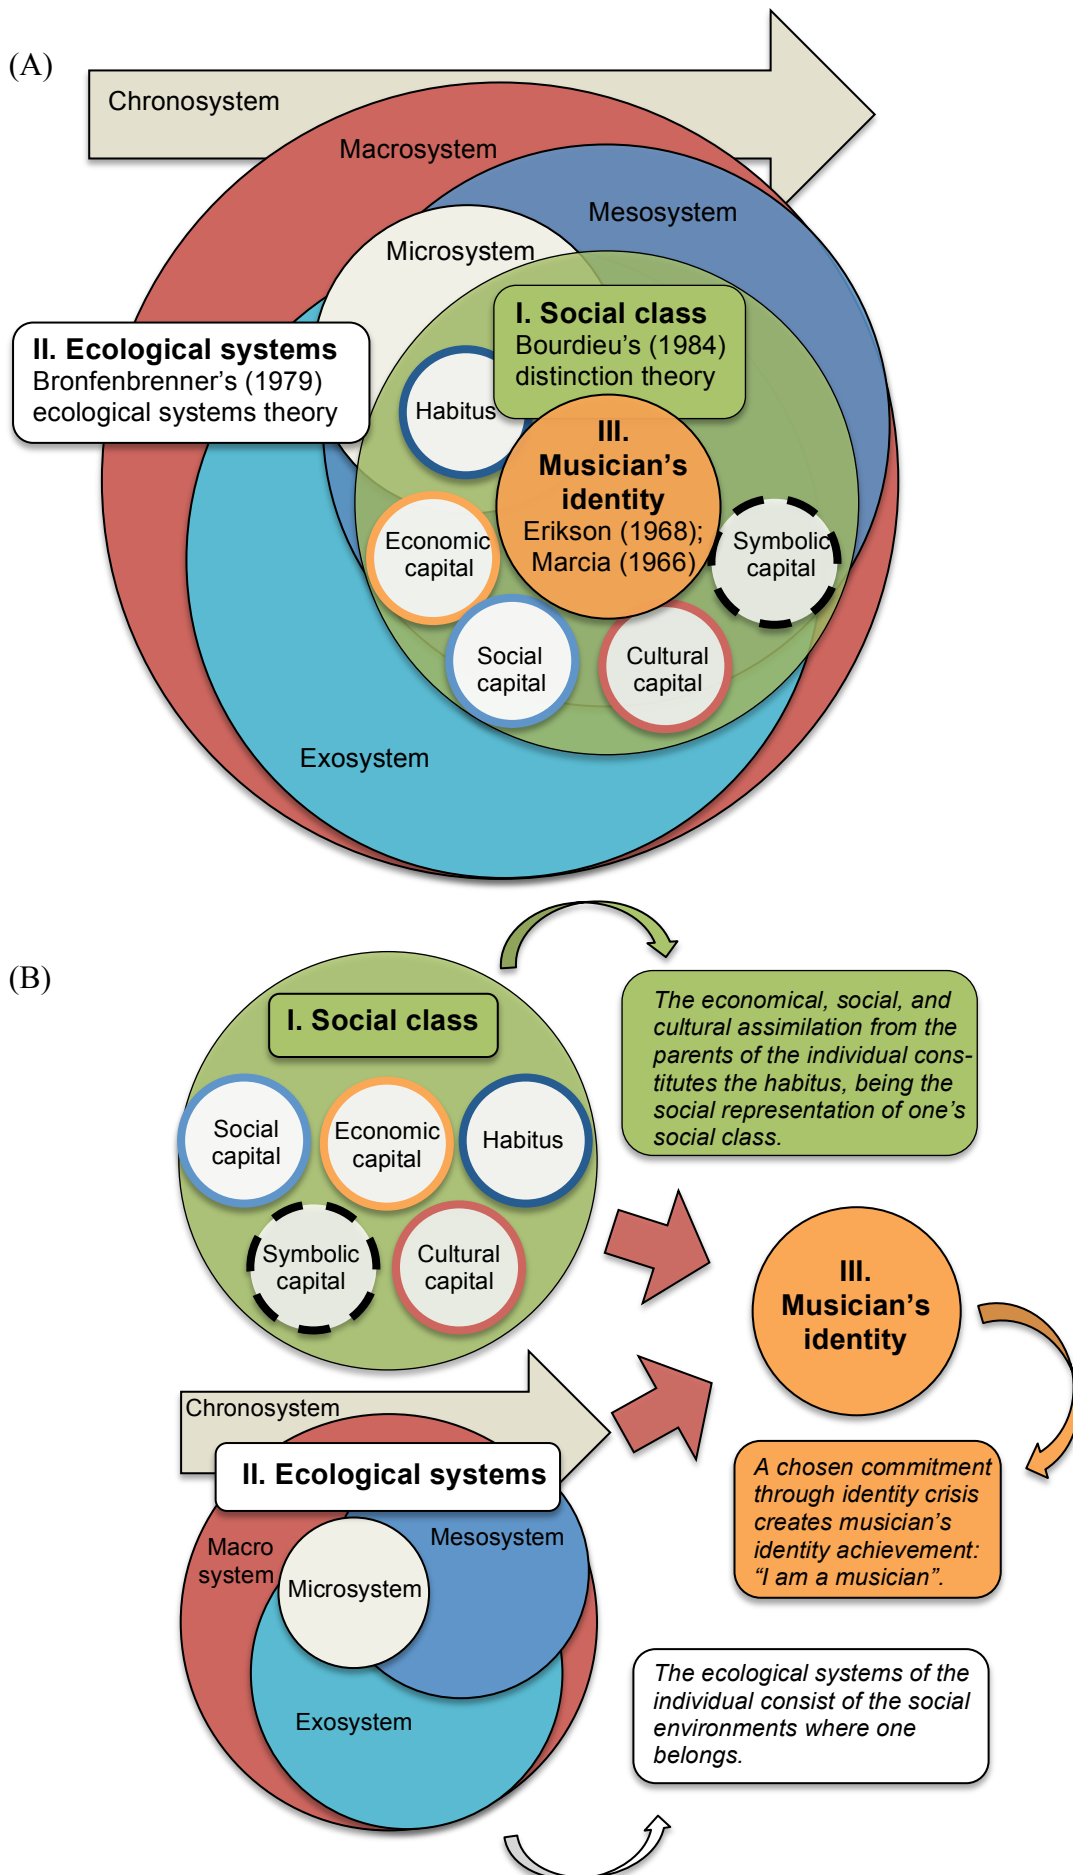 (A)
Chronosystem
Macrosystem
Mesosystem
Microsystem
I. Social class
Bourdieu's (1984)
distinction theory
II. Ecological systems
Bronfenbrenner's (1979)
ecological systems theory
Habitus
III.
Musician's
identity
Erikson (1968);
Marcia (1966)
Economic
capital
Symbolic
capital
Social
capital
Cultural
capital
Exosystem
(B)
I. Social class
Social
capital
Economic
capital
Habitus
Symbolic
capital
Cultural
capital
The economical, social, and
cultural assimilation from the
parents of the individual cons-
titutes the habitus, being the
social representation of one's
social class.
III.
Musician's
identity
Chronosystem
II. Ecological systems
Macro
system
Mesosystem
Microsystem
Exosystem
A chosen commitment
through identity crisis
creates musician's
identity achievement:
“I am a musician”.
The ecological systems of the
individual consist of the social
environments where one
belongs.